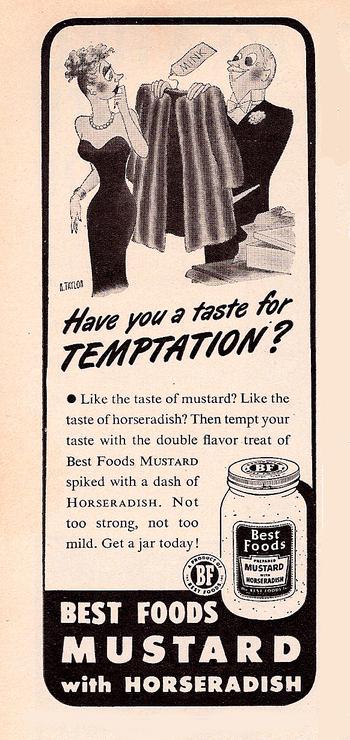 MINK
R. TAYLOR
Have you a taste for
TEMPTATION?
● Like the taste of mustard? Like the
taste of horseradish? Then tempt your
taste with the double flavor treat of
Best Foods MUSTARD
spiked with a dash of
HORSERADISH. Not
too strong, not too
mild. Get a jar today!
BF
Best
Foods
PREPARED
MUSTARD
WITH
HORSERADISH
A PRODUCT OF
BF
BEST FOODS
BEST FOODS
MUSTARD
with HORSERADISH